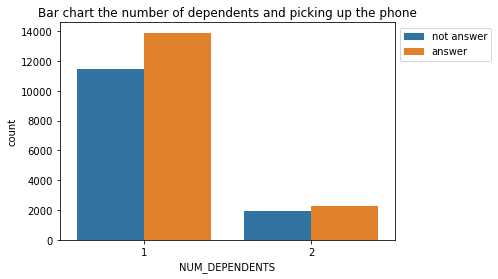 Bar chart the number of dependents and picking up the phone
14000
12000
10000
8000
6000
4000
2000
0
count
1
2
NUM_DEPENDENTS
not answer
answer